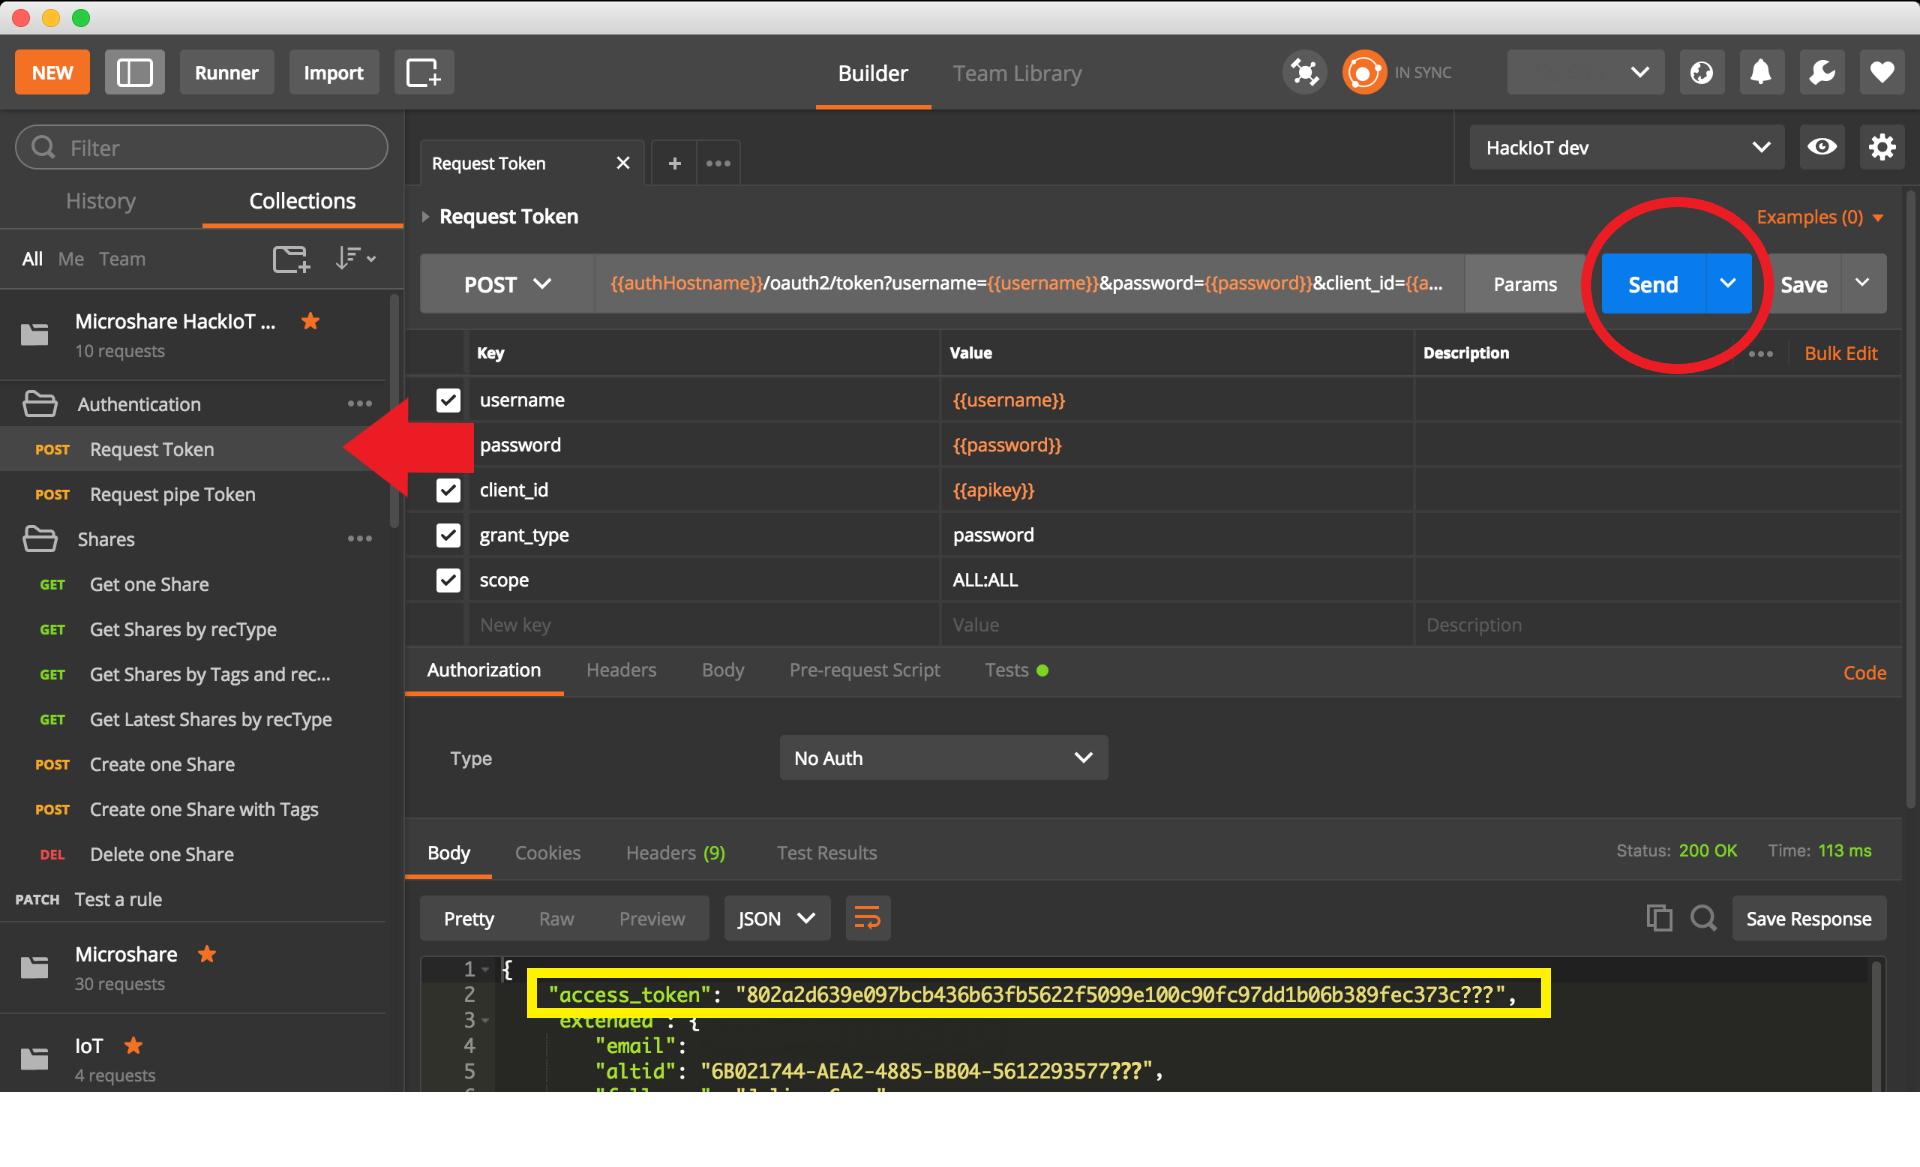 NEW
Runner
Import
Builder
Team Library
IN SYNC
Filter
History
Collections
All Me Team
Microshare HackIoT ...
10 requests
Authentication
POST Request Token
POST Request pipe Token
Shares
GET Get one Share
GET Get Shares by recType
GET Get Shares by Tags and rec...
GET Get Latest Shares by recType
POST Create one Share
POST Create one Share with Tags
DEL Delete one Share
PATCH Test a rule
Microshare
30 requests
IoT
4 requests
Request Token
HackIoT dev
Request Token
Examples (0)
POST
{{authHostname}}/oauth2/token?username={{username}}&password={{password}}&client_id={{a...
Params
Send
Save
Key Value Description Bulk Edit
username {{username}}
password {{password}}
client_id {{apikey}}
grant_type password
scope ALL:ALL
New key Value Description
Authorization Headers Body Pre-request Script Tests Code
Type No Auth
Body Cookies Headers (9) Test Results Status: 200 OK Time: 113 ms
Pretty Raw Preview JSON Save Response
1 {
2 "access_token": "802a2d639e097bcb436b63fb5622f5099e100c90fc97dd1b06b389fec373c???",
3 extended : {
4 "email":
5 "altid": "6B021744-AEA2-4885-BB04-5612293577???",